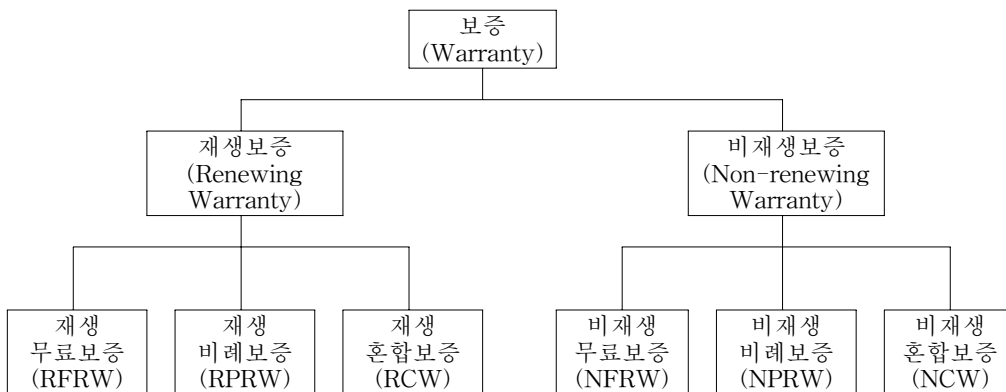 보증
(Warranty)
재생보증
(Renewing
Warranty)
비재생보증
(Non-renewing
Warranty)
재생
무료보증
(RFRW)
재생
비례보증
(RPRW)
재생
혼합보증
(RCW)
비재생
무료보증
(NFRW)
비재생
비례보증
(NPRW)
비재생
혼합보증
(NCW)